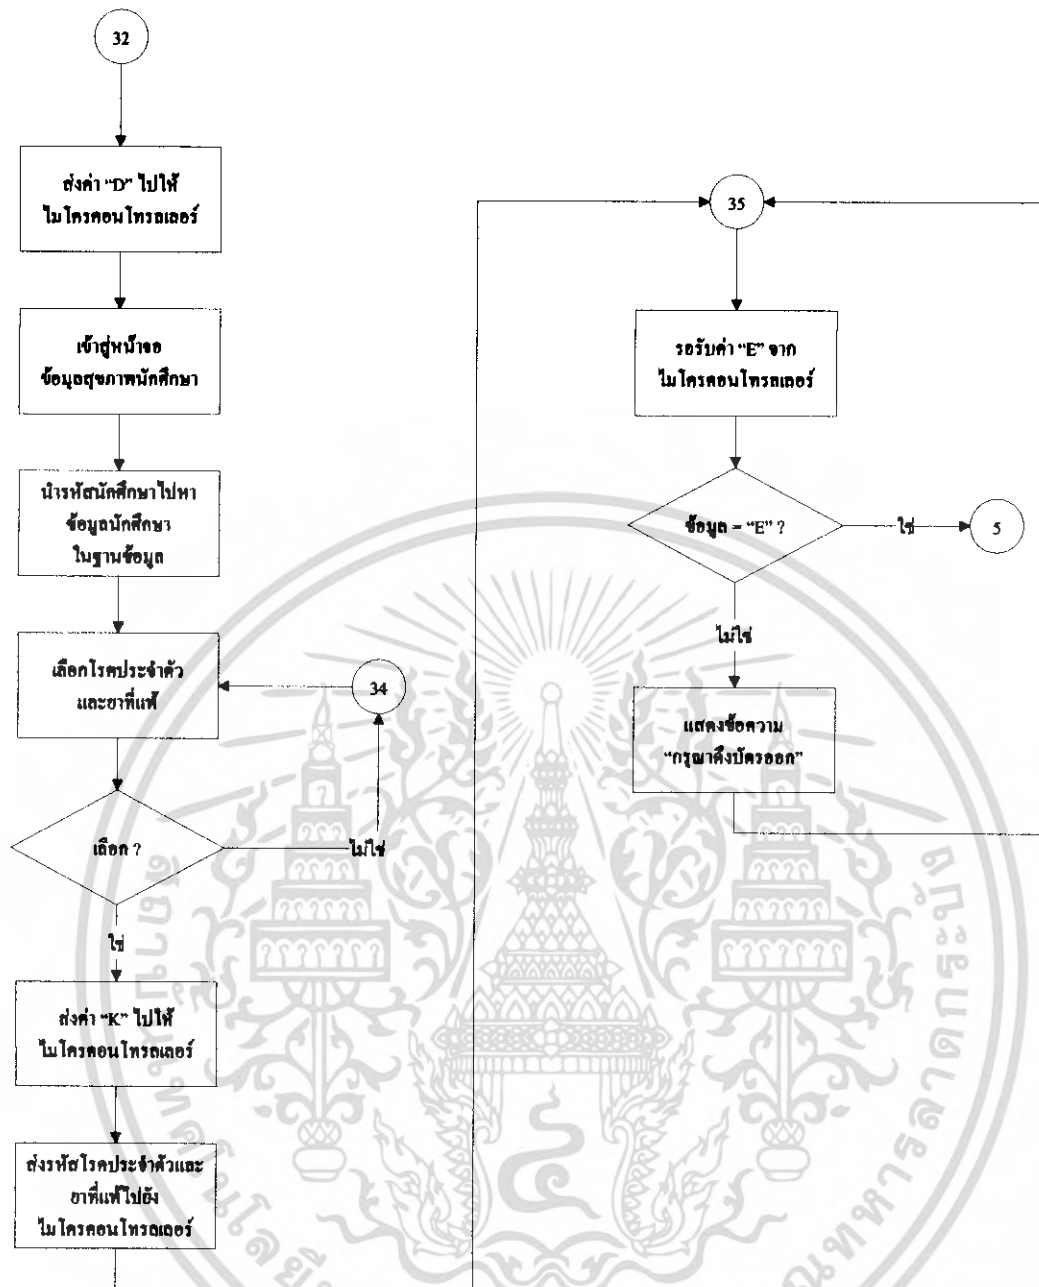 32
ส่งค่า “D” ไปให้
ไมโครคอนโทรลเลอร์
เข้าสู่หน้าจอ
ข้อมูลสุขภาพนักศึกษา
นำรหัสนักศึกษาไปหา
ข้อมูลนักศึกษา
ในฐานข้อมูล
เลือกโรคประจำตัว
และยาที่แพ้
34
เลือก ?
ไม่ใช่
ใช่
ส่งค่า “K” ไปให้
ไมโครคอนโทรลเลอร์
ส่งรหัสโรคประจำตัวและ
ยาที่แพ้ไปยัง
ไมโครคอนโทรลเลอร์
35
รอรับค่า “E” จาก
ไมโครคอนโทรลเลอร์
ข้อมูล = “E” ?
ใช่
5
ไม่ใช่
แสดงข้อความ
“กรุณาดึงบัตรออก”